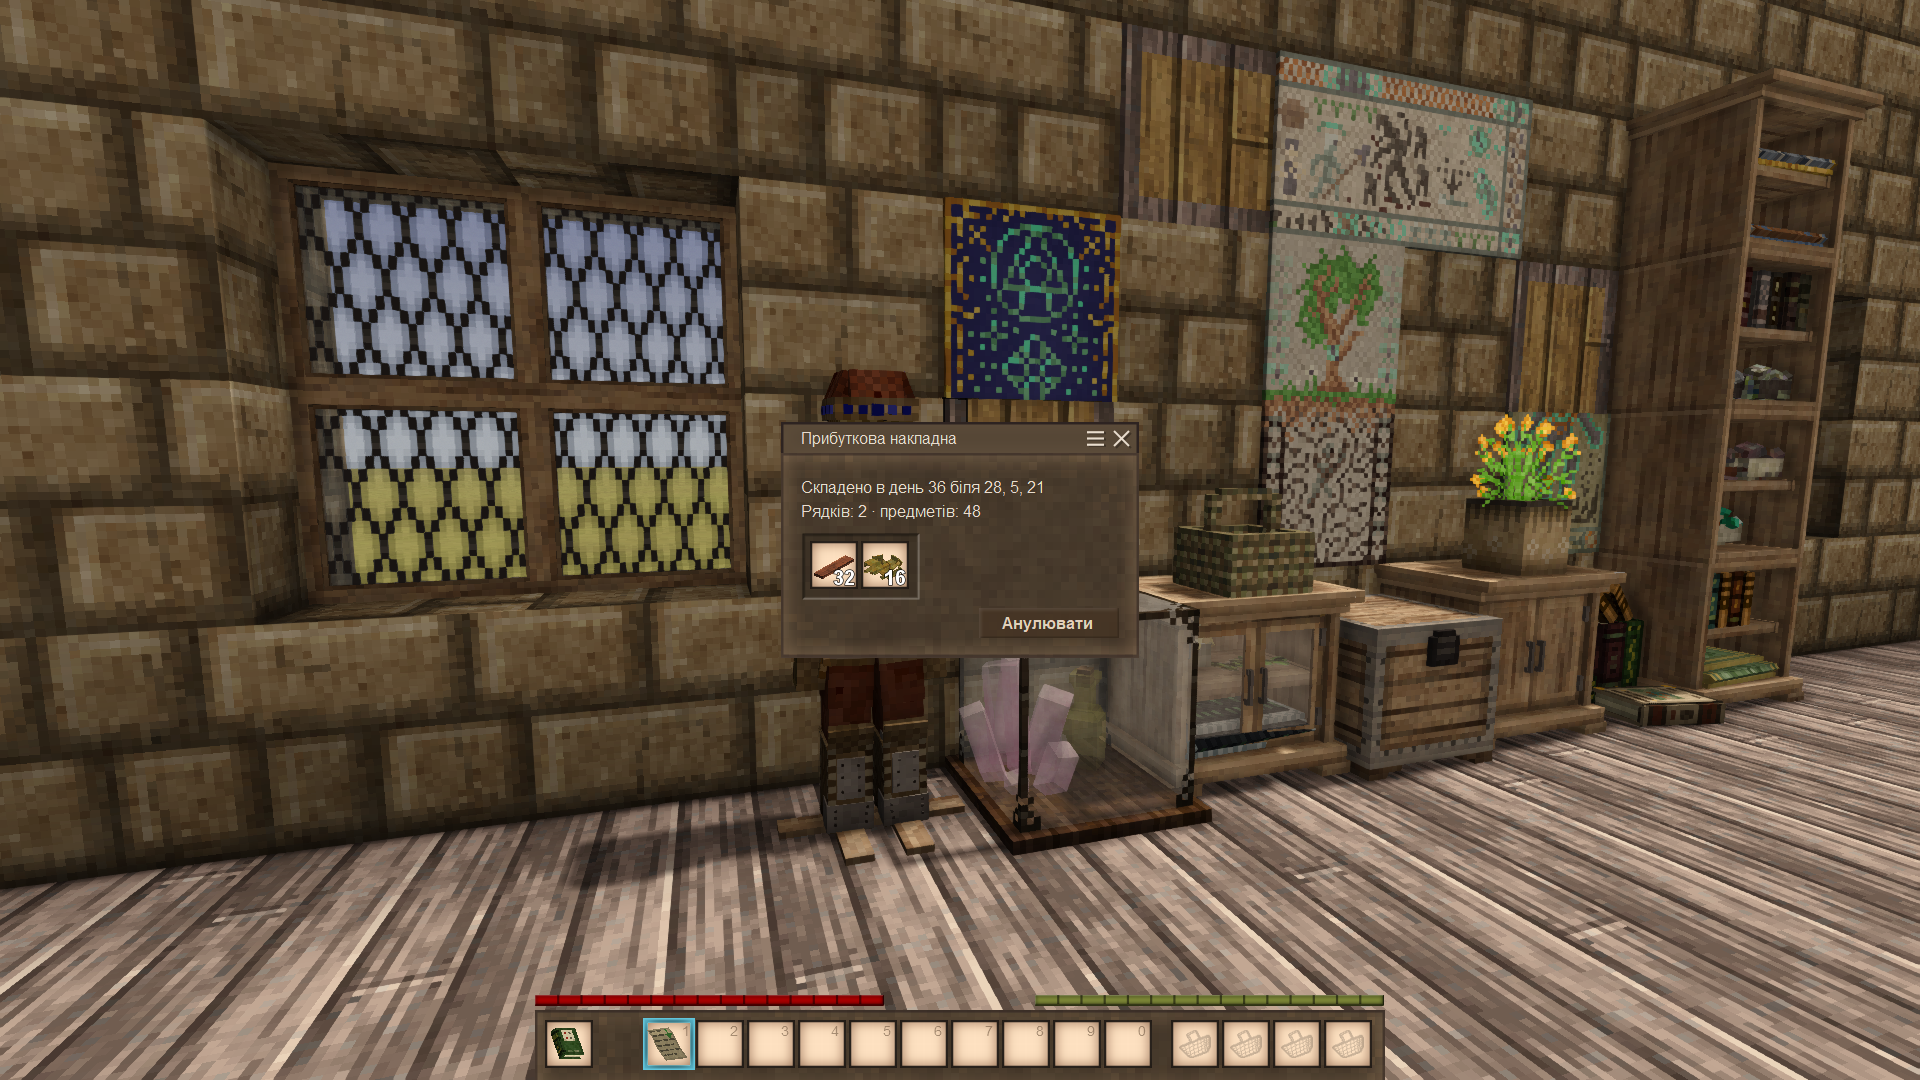 Прибуткова накладна
Складено в день 36 біля 28, 5, 21
Рядків: 2 · предметів: 48
32 16
Анулювати
1 2 3 4 5 6 7 8 9 0